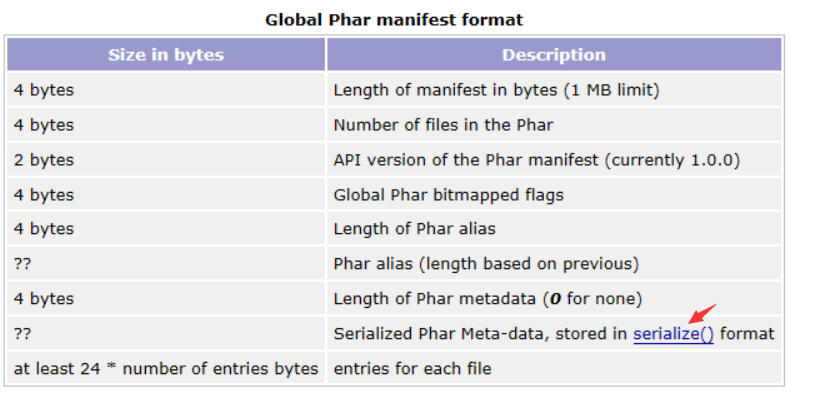 Global Phar manifest format
Size in bytes Description
4 bytes Length of manifest in bytes (1 MB limit)
4 bytes Number of files in the Phar
2 bytes API version of the Phar manifest (currently 1.0.0)
4 bytes Global Phar bitmapped flags
4 bytes Length of Phar alias
?? Phar alias (length based on previous)
4 bytes Length of Phar metadata (0 for none)
?? Serialized Phar Meta-data, stored in serialize() format
at least 24 * number of entries bytes entries for each file